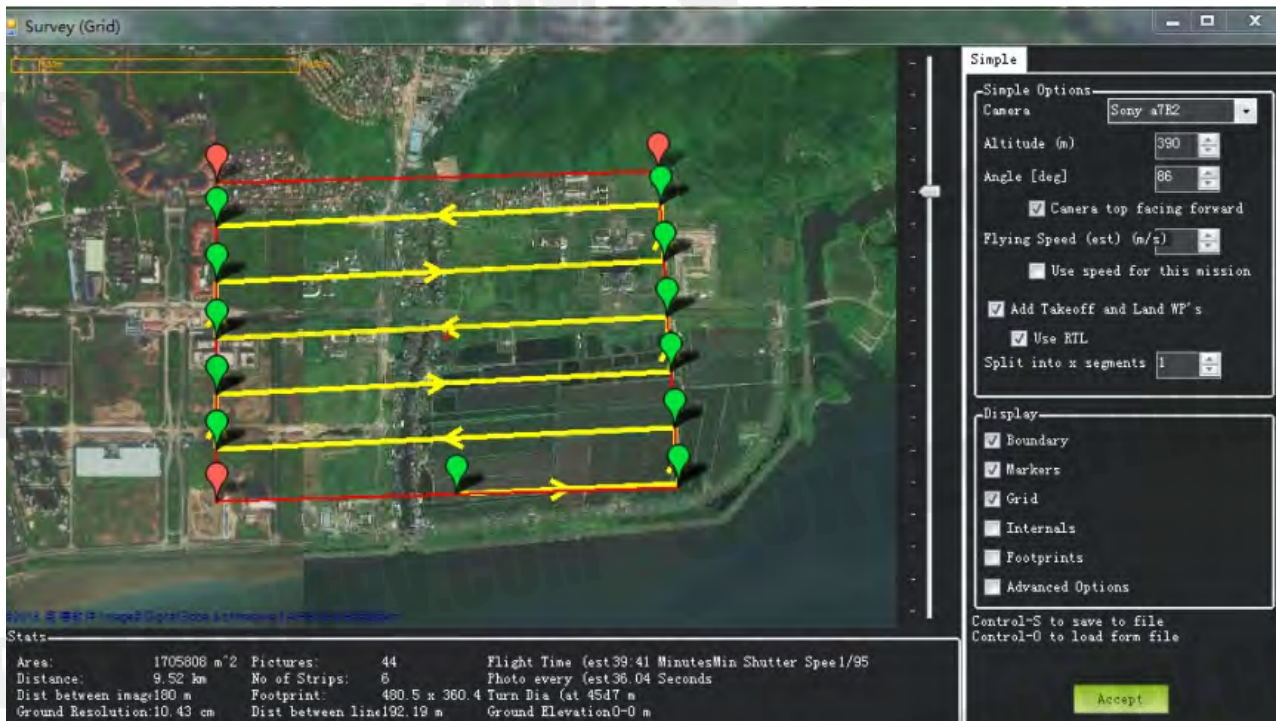 Survey (Grid)
Simple
Simple Options
Camera Sony a7R2
Altitude (m) 390
Angle [deg] 86
Camera top facing forward
Flying Speed (est) (m/s)
Use speed for this mission
Add Takeoff and Land WP's
Use RTL
Split into x segments 1
Display
Boundary
Markers
Grid
Internals
Footprints
Advanced Options
Control-S to save to file
Control-O to load form file
Accept
Stats
Area: 1705808 m^2 Pictures: 44 Flight Time (est 39:41 Minutes Min Shutter Spee 1/95
Distance: 9.52 km No of Strips: 6 Photo every (est 36.04 Seconds
Dist between image 180 m Footprint: 480.5 x 360.4 Turn Dia (at 45d 7 m
Ground Resolution: 10.43 cm Dist between line 192.19 m Ground Elevation 0-0 m